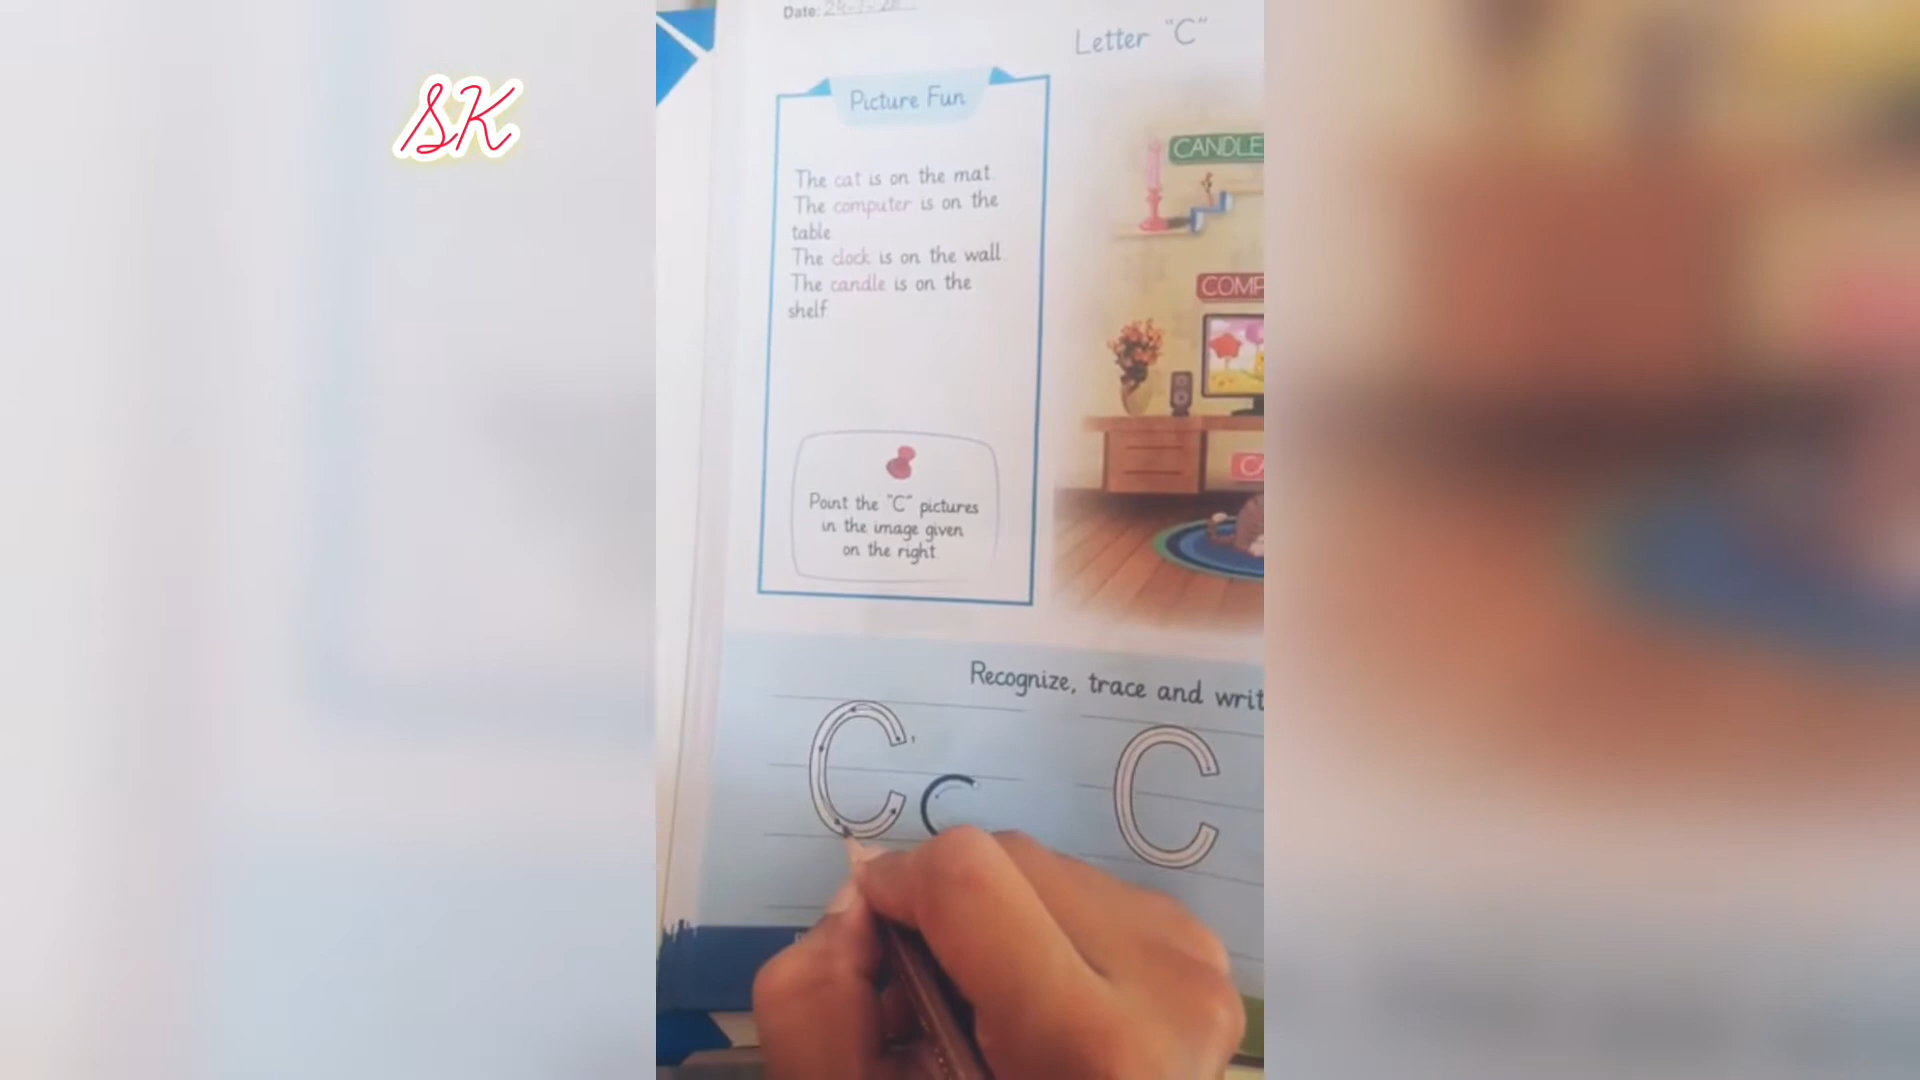 SK
Date:
Letter "C"
Picture Fun
The cat is on the mat.
The computer is on the
table.
The clock is on the wall.
The candle is on the
shelf.
CANDLE
COMP
CA
Point the "C" pictures
in the image given
on the right.
Recognize, trace and writ
C c C